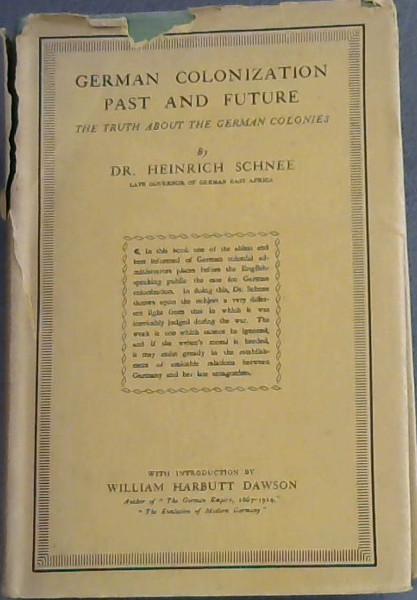 GERMAN COLONIZATION
PAST AND FUTURE
THE TRUTH ABOUT THE GERMAN COLONIES
By
DR. HEINRICH SCHNEE
LATE GOVERNOR OF GERMAN EAST AFRICA
❡ In this book one of the ablest and
best informed of German colonial ad-
ministrators places before the English-
speaking public the case for German
colonization. In doing this, Dr. Schnee
throws upon the subject a very differ-
ent light from that in which it was
inevitably judged during the war. The
work is one which cannot be ignored,
and if the writer's moral is heeded,
it may assist greatly in the establish-
ment of amicable relations between
Germany and her late antagonists.
WITH INTRODUCTION BY
WILLIAM HARBUTT DAWSON
Author of "The German Empire, 1867-1914,"
"The Evolution of Modern Germany"